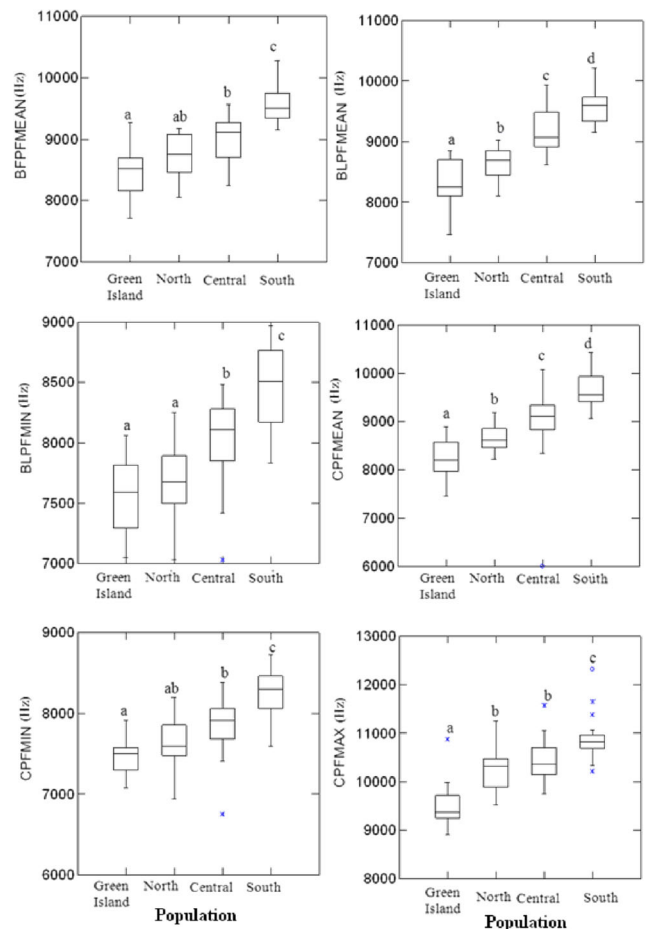 BFPFMEAN(Hz)
11000
10000
9000
8000
7000
a
ab
b
c
Green Island
North
Central
South
BLPFMEAN (Hz)
11000
10000
9000
8000
7000
a
b
c
d
Green Island
North
Central
South
BLPFMIN (Hz)
9000
8500
8000
7500
7000
a
a
b
c
Green Island
North
Central
South
CPFMEAN (Hz)
11000
10000
9000
8000
7000
6000
a
b
c
d
Green Island
North
Central
South
CPFMIN (Hz)
9000
8000
7000
6000
a
ab
b
c
Green Island
North
Central
South
Population
CPFMAX (Hz)
13000
12000
11000
10000
9000
8000
a
b
b
c
Green Island
North
Central
South
Population